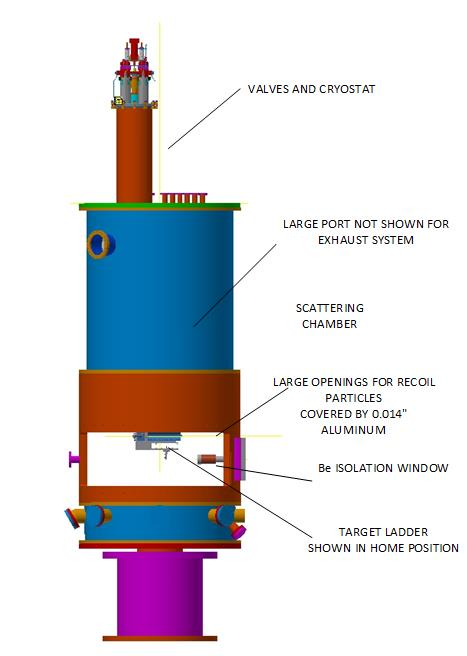 VALVES AND CRYOSTAT
LARGE PORT NOT SHOWN FOR
EXHAUST SYSTEM
SCATTERING
CHAMBER
LARGE OPENINGS FOR RECOIL
PARTICLES
COVERED BY 0.014"
ALUMINUM
Be ISOLATION WINDOW
TARGET LADDER
SHOWN IN HOME POSITION